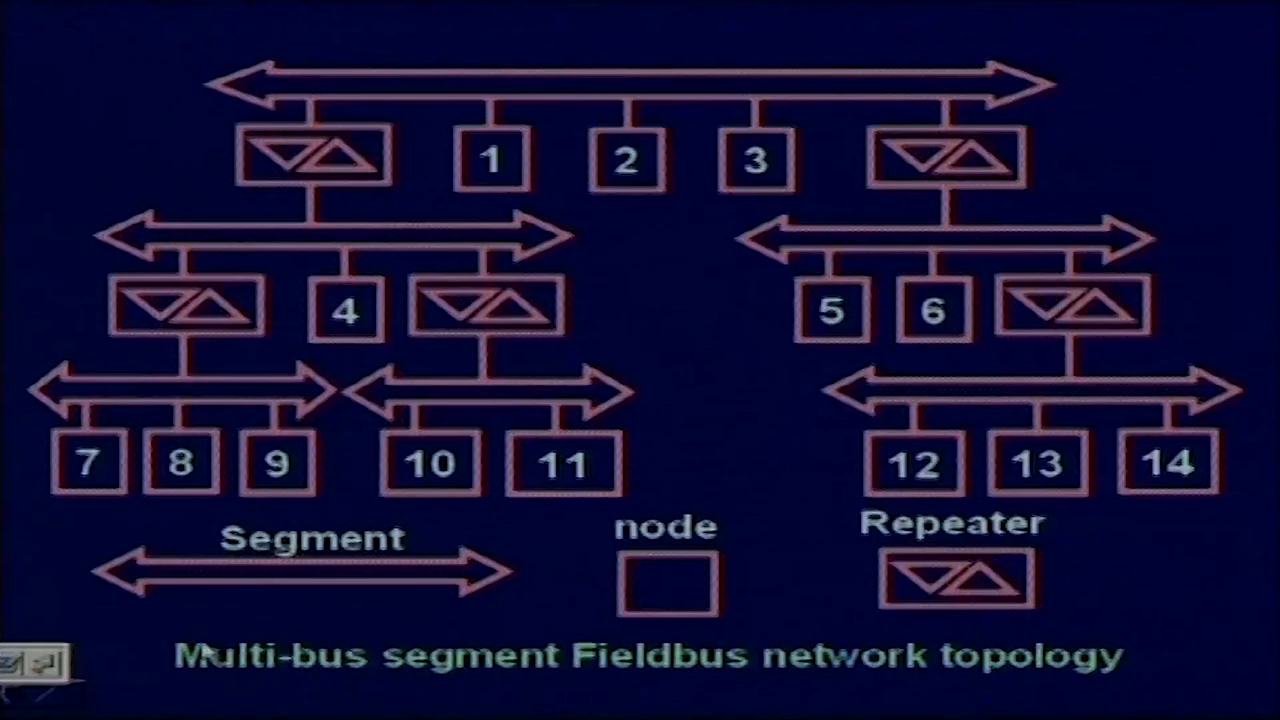 1 2 3
4 5 6
7 8 9 10 11 12 13 14
Segment node Repeater
Multi-bus segment Fieldbus network topology